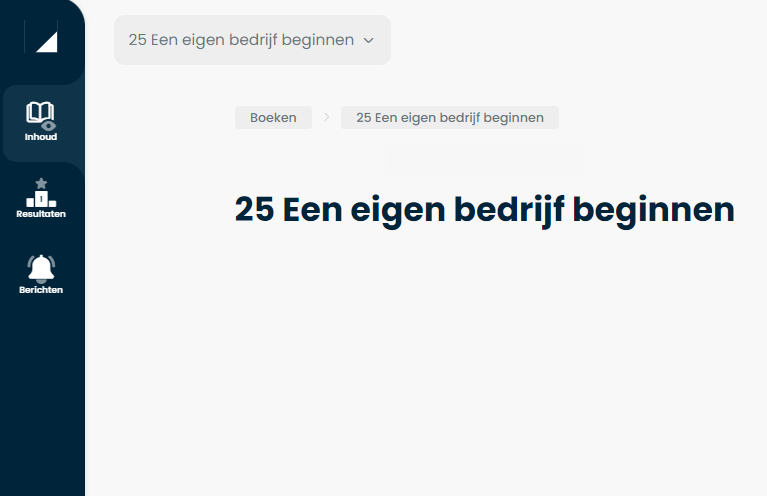 25 Een eigen bedrijf beginnen
Boeken
25 Een eigen bedrijf beginnen
Inhoud
25 Een eigen bedrijf beginnen
1
Resultaten
Berichten